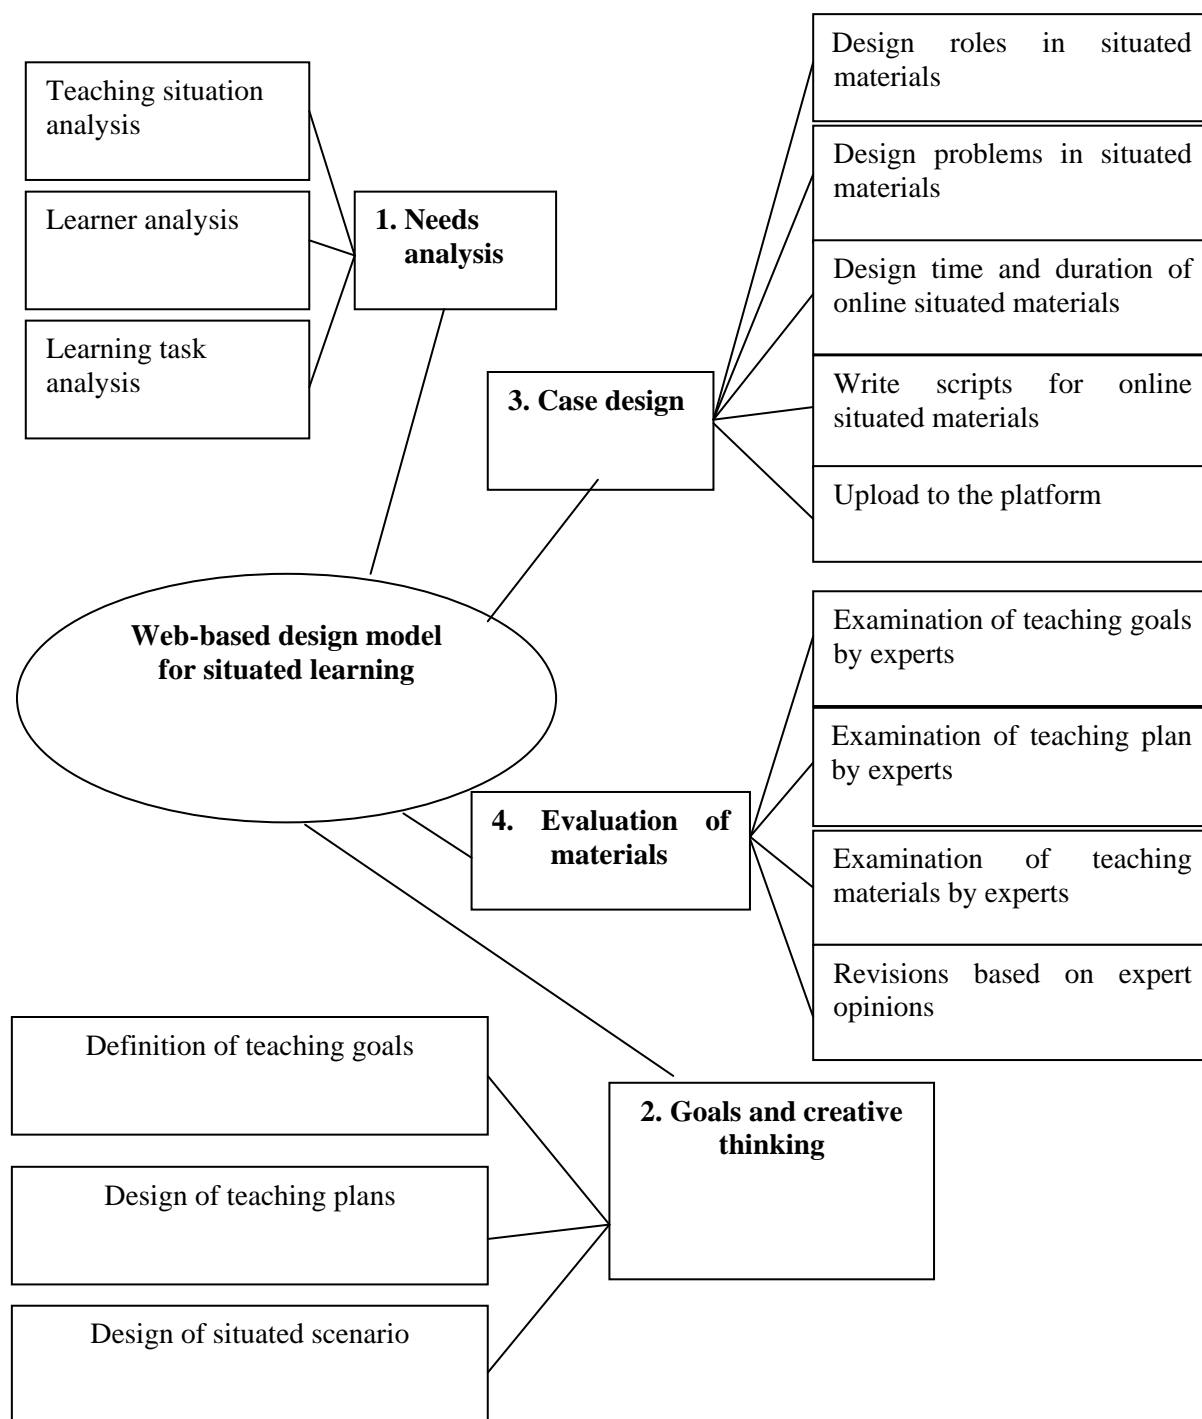 Teaching situation
analysis
Learner analysis
Learning task
analysis
1. Needs
analysis
3. Case design
Design roles in situated
materials
Design problems in situated
materials
Design time and duration of
online situated materials
Write scripts for online
situated materials
Upload to the platform
Web-based design model
for situated learning
4. Evaluation of
materials
Examination of teaching goals
by experts
Examination of teaching plan
by experts
Examination of teaching
materials by experts
Revisions based on expert
opinions
Definition of teaching goals
Design of teaching plans
Design of situated scenario
2. Goals and creative
thinking